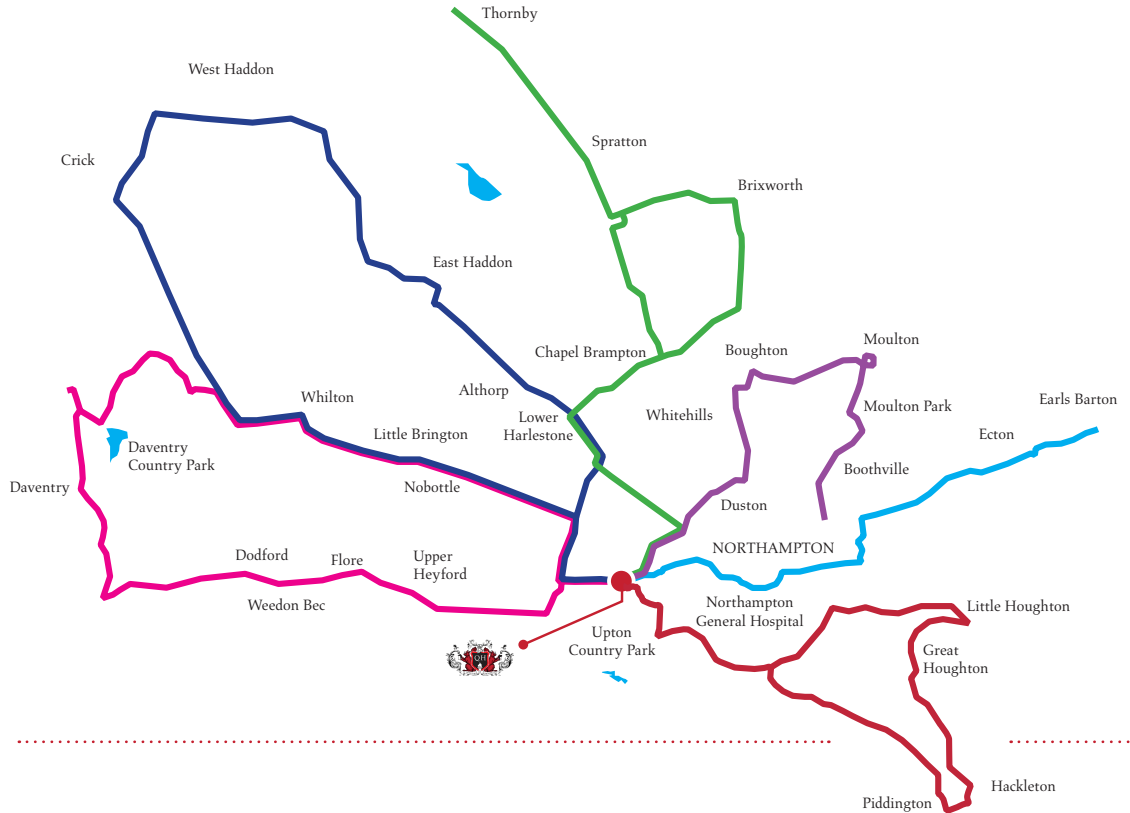 Thornby
West Haddon
Spratton
Crick
Brixworth
East Haddon
Moulton
Boughton
Chapel Brampton
Althorp
Whilton
Earls Barton
Moulton Park
Whitehills
Lower
Harlestone
Little Brington
Ecton
Daventry
Country Park
Boothville
Daventry
Nobottle
Duston
NORTHAMPTON
Dodford
Flore
Upper
Heyford
Weedon Bec
Northampton
General Hospital
Little Houghton
Upton
Country Park
Great
Houghton
OH
Hackleton
Piddington